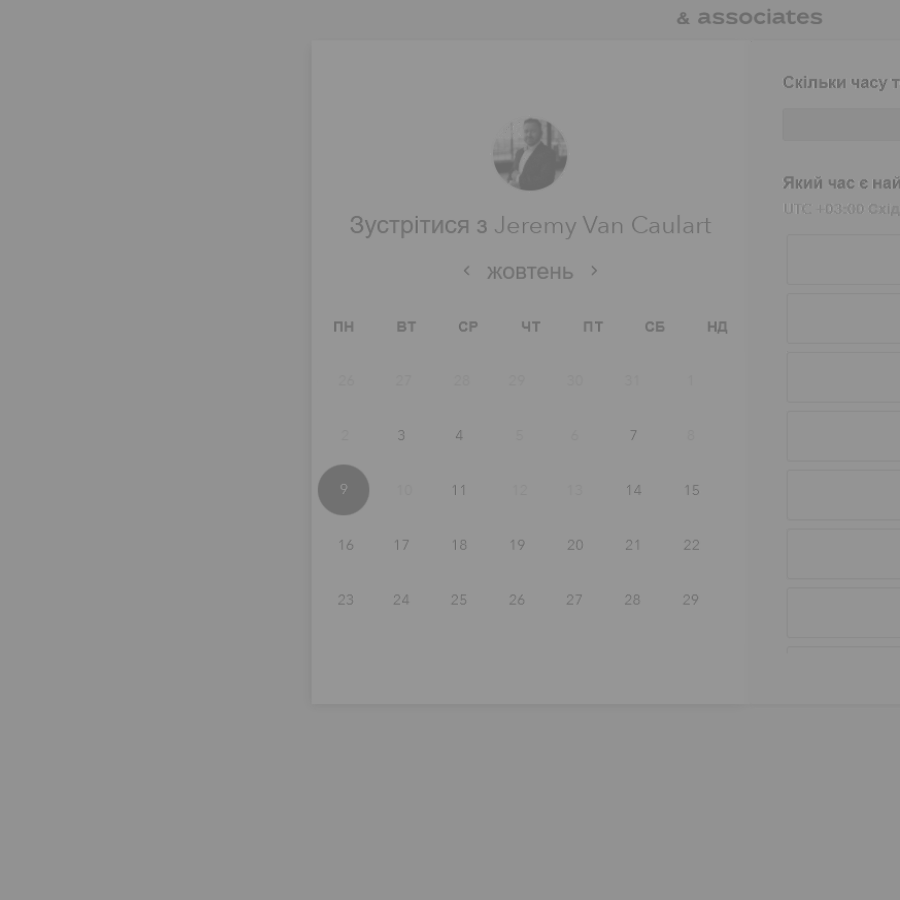 & associates
Зустрітися з Jeremy Van Caulart
жовтень
ПН ВТ СР ЧТ ПТ СБ НД
26 27 28 29 30 31 1
2 3 4 5 6 7 8
9 10 11 12 13 14 15
16 17 18 19 20 21 22
23 24 25 26 27 28 29
Скільки часу т
Який час є най
UTC +03:00 Схід